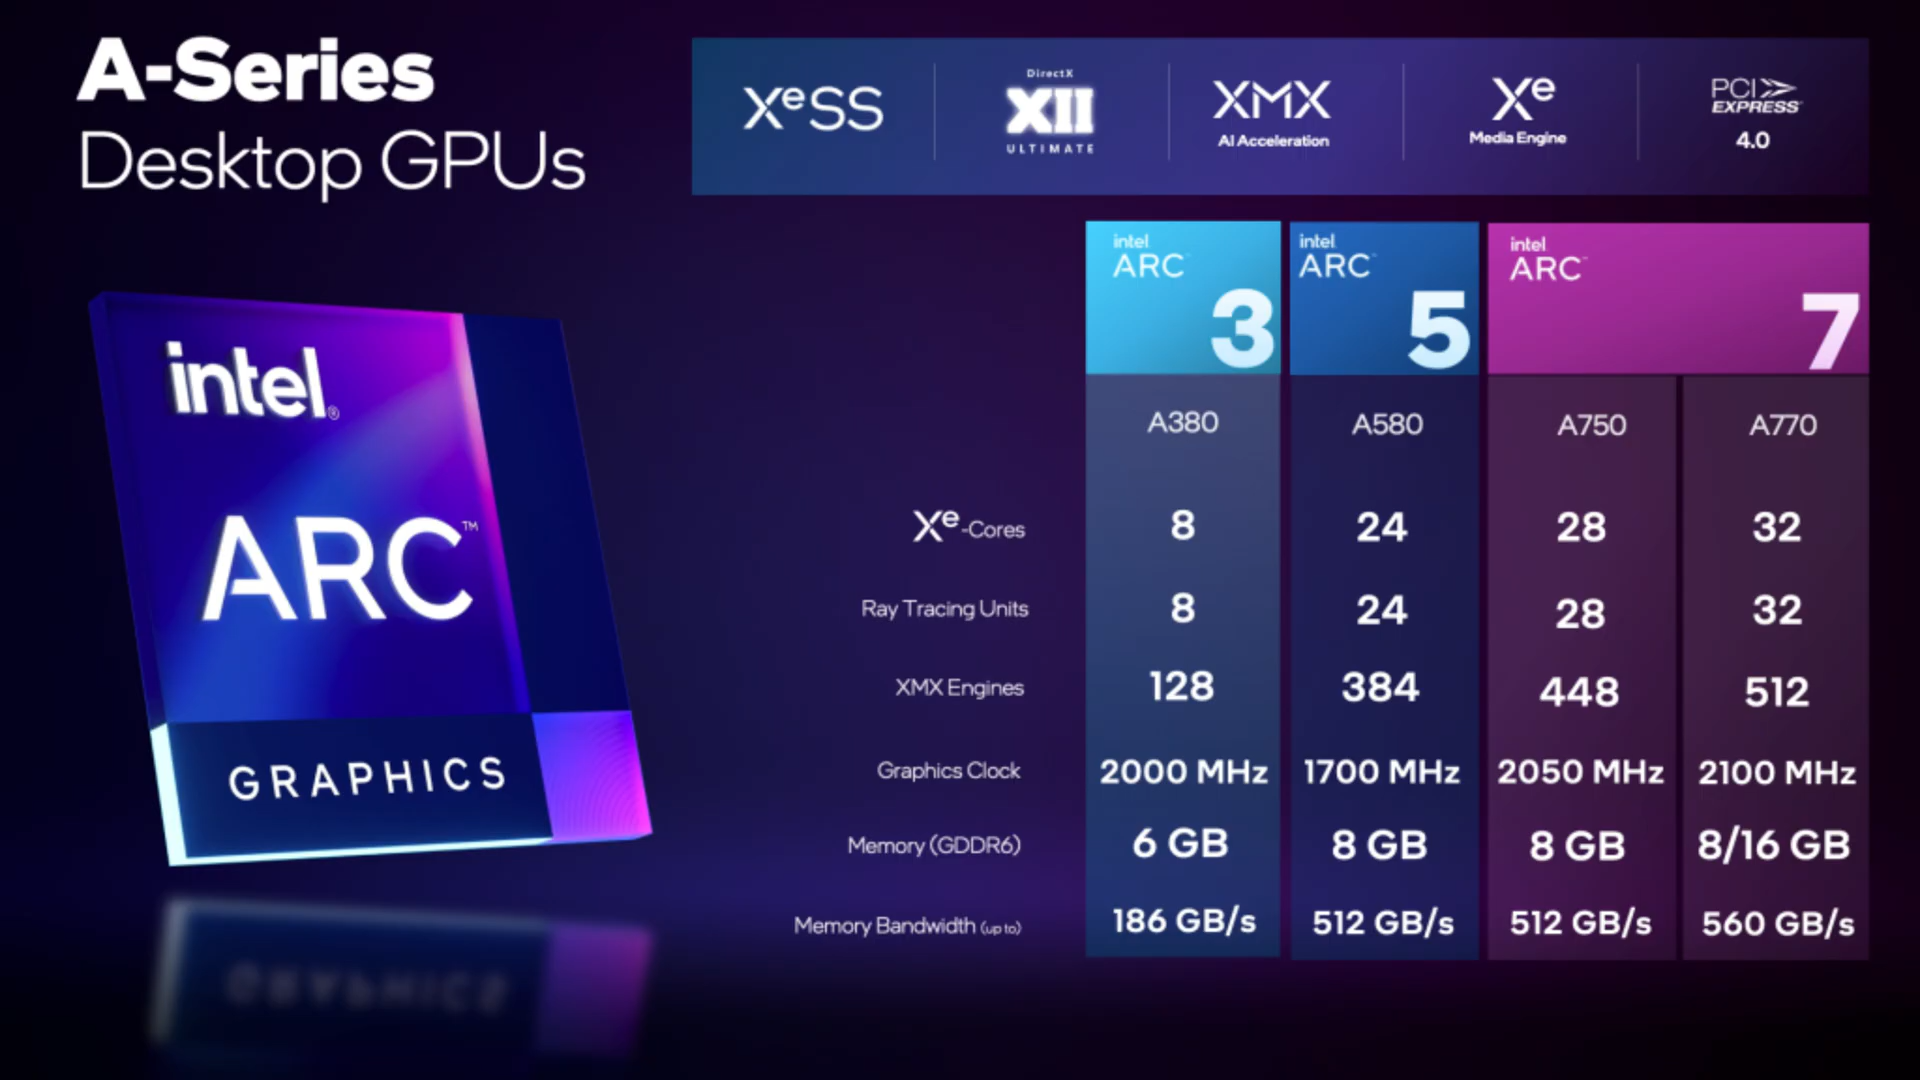 A-Series
Desktop GPUs
XeSS
DirectX
XII
ULTIMATE
XMX
AI Acceleration
Xe
Media Engine
PCI
EXPRESS
4.0
intel
ARC™
3
intel
ARC™
5
intel
ARC™
7
intel®
ARC™
GRAPHICS
A380 A580 A750 A770
Xe-Cores 8 24 28 32
Ray Tracing Units 8 24 28 32
XMX Engines 128 384 448 512
Graphics Clock 2000 MHz 1700 MHz 2050 MHz 2100 MHz
Memory (GDDR6) 6 GB 8 GB 8 GB 8/16 GB
Memory Bandwidth (up to) 186 GB/s 512 GB/s 512 GB/s 560 GB/s